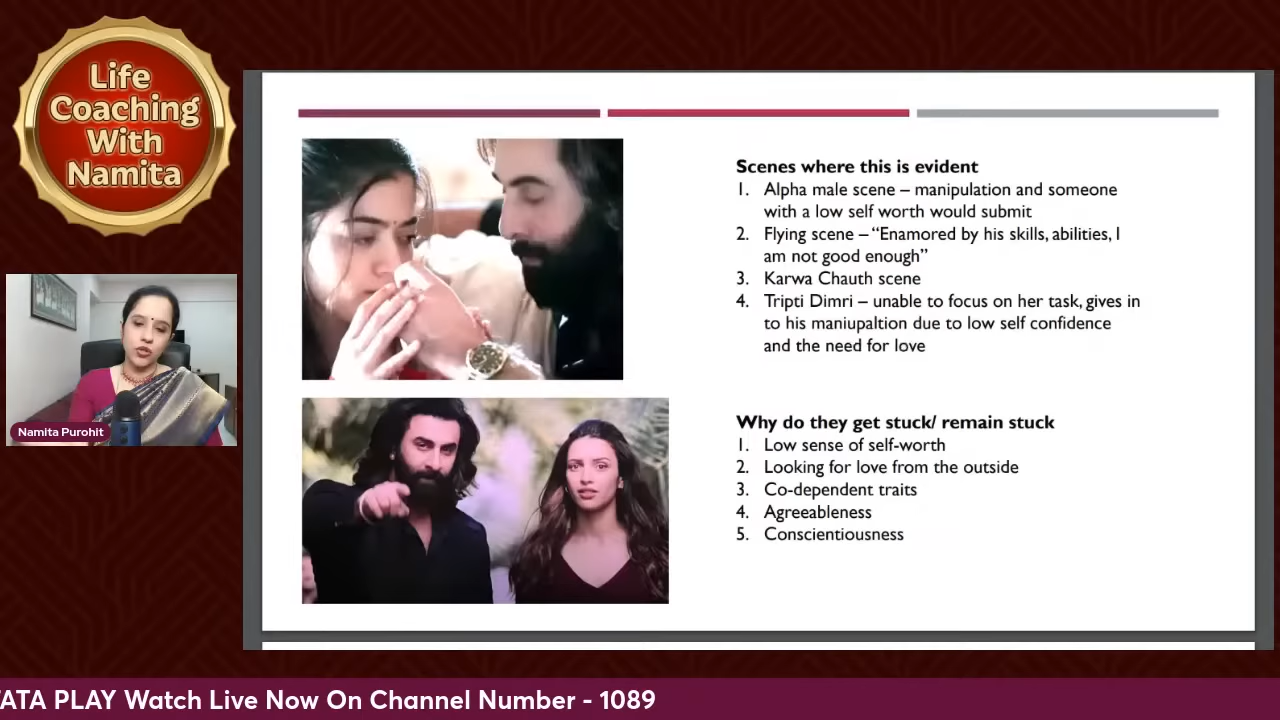 Life
Coaching
With
Namita
Namita Purohit
Scenes where this is evident
1. Alpha male scene – manipulation and someone
with a low self worth would submit
2. Flying scene – “Enamored by his skills, abilities, I
am not good enough”
3. Karwa Chauth scene
4. Tripti Dimri – unable to focus on her task, gives in
to his maniupaltion due to low self confidence
and the need for love
Why do they get stuck/ remain stuck
1. Low sense of self-worth
2. Looking for love from the outside
3. Co-dependent traits
4. Agreeableness
5. Conscientiousness
TATA PLAY Watch Live Now On Channel Number - 1089